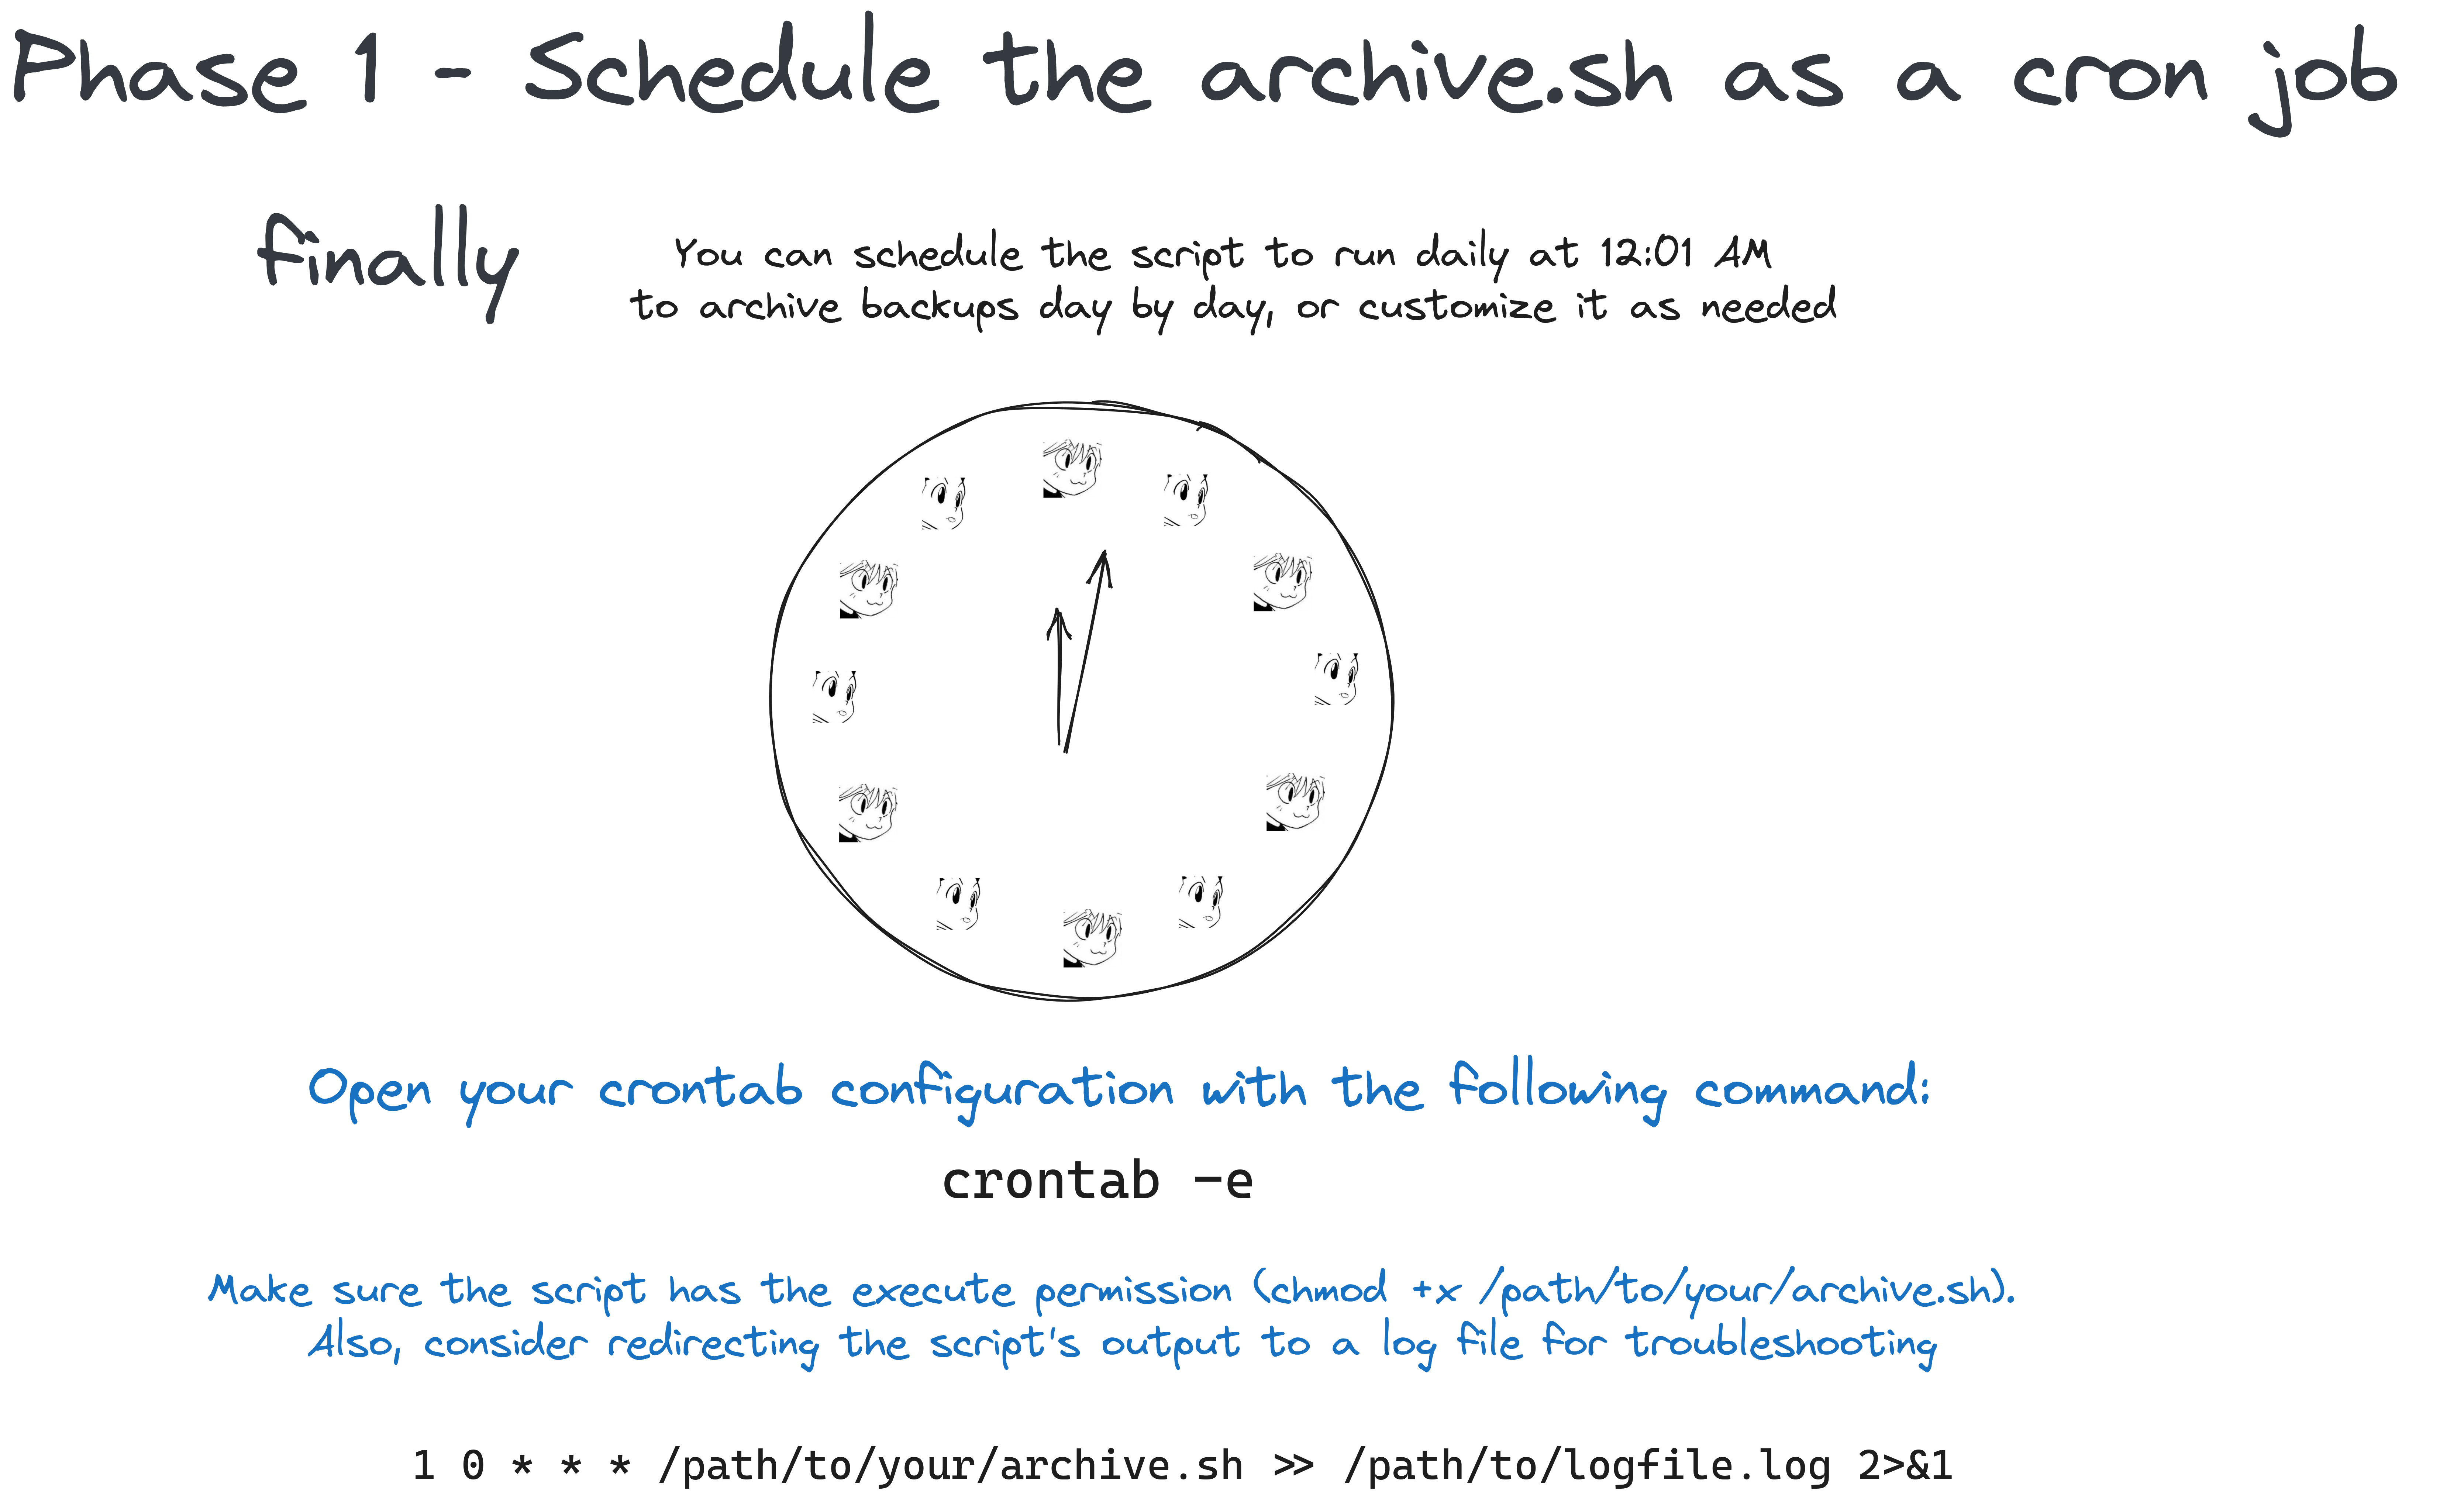 Phase 1 - Schedule the archive.sh as a cron job
finally
You can schedule the script to run daily at 12:01 AM
to archive backups day by day, or customize it as needed
Open your crontab configuration with the following command:
crontab -e
Make sure the script has the execute permission (chmod +x /path/to/your/archive.sh).
Also, consider redirecting the script's output to a log file for troubleshooting
1 0 * * * /path/to/your/archive.sh >> /path/to/logfile.log 2>&1